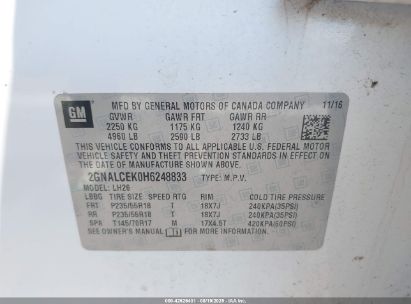 GM
MFD BY GENERAL MOTORS OF CANADA COMPANY 11/16
GVWR GAWR FRT GAWR RR
2250 KG 1175 KG 1240 KG
4960 LB 2590 LB 2733 LB
THIS VEHICLE CONFORMS TO ALL APPLICABLE U.S. FEDERAL
MOTOR VEHICLE SAFETY AND THEFT PREVENTION STANDARDS
IN EFFECT ON THE DATE OF MANUFACTURE SHOWN ABOVE.
2GNALCEK0H6248833 TYPE: M.P.V.
MODEL: LH26
TIRE SIZE SPEED RTG RIM COLD TIRE PRESSURE
FRT P235/55R18 T 18X7J 240KPA(35PSI)
RR P235/55R18 T 18X7J 240KPA(35PSI)
SPA T145/70R17 M 17X4.5T 420KPA(60PSI)
SEE OWNER'S MANUAL FOR ADDITIONAL INFORMATION.